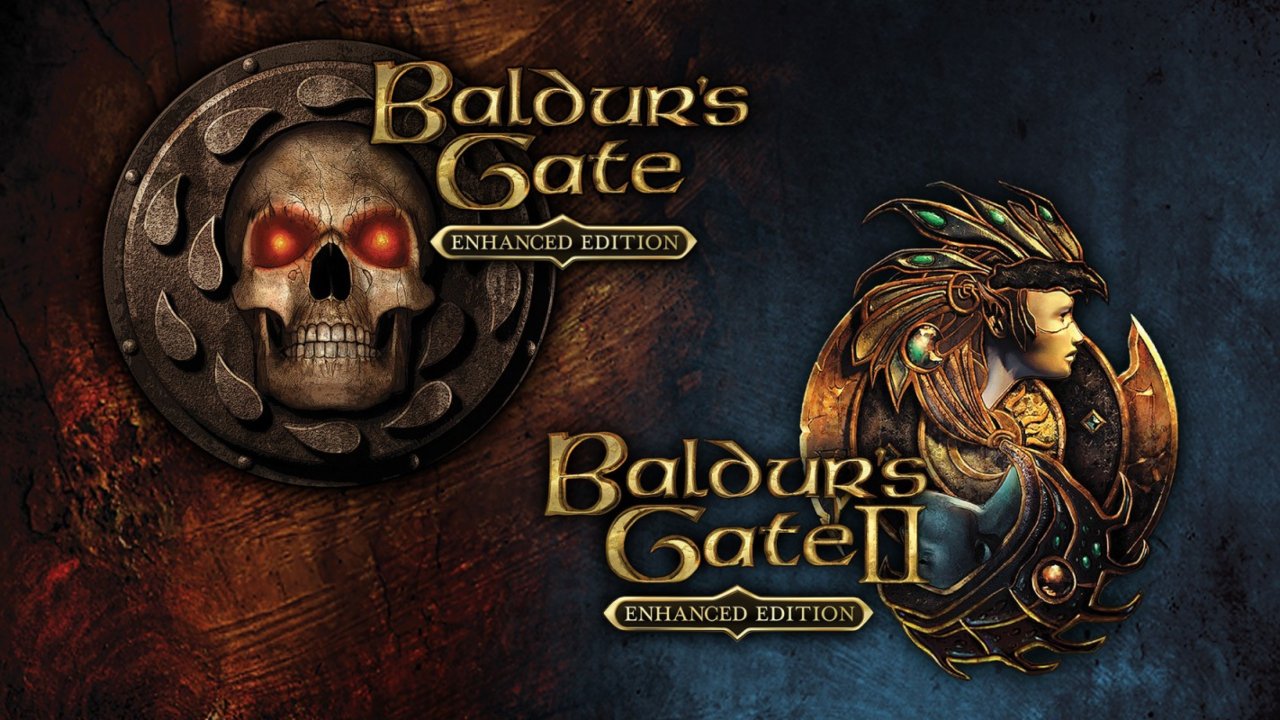 Baldur's
Gate
ENHANCED EDITION
Baldur's
Gate II
ENHANCED EDITION